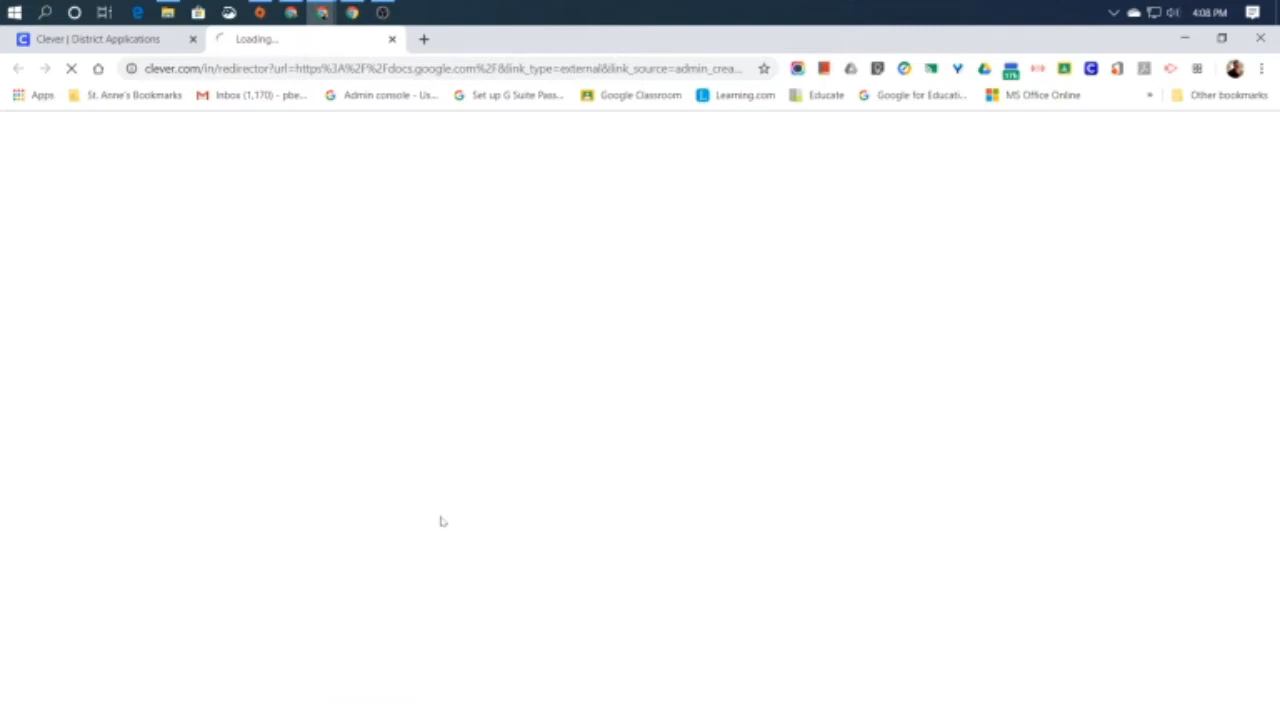 4:08 PM
Clever | District Applications
Loading...
clever.com/in/redirector?url=https%3A%2F%2Fdocs.google.com%2F&link_type=external&link_source=admin_crea...
Apps St. Anne's Bookmarks Inbox (1,170) - pbe... Admin console - Us... Set up G Suite Pass... Google Classroom Learning.com Educate Google for Educati... MS Office Online » Other bookmarks